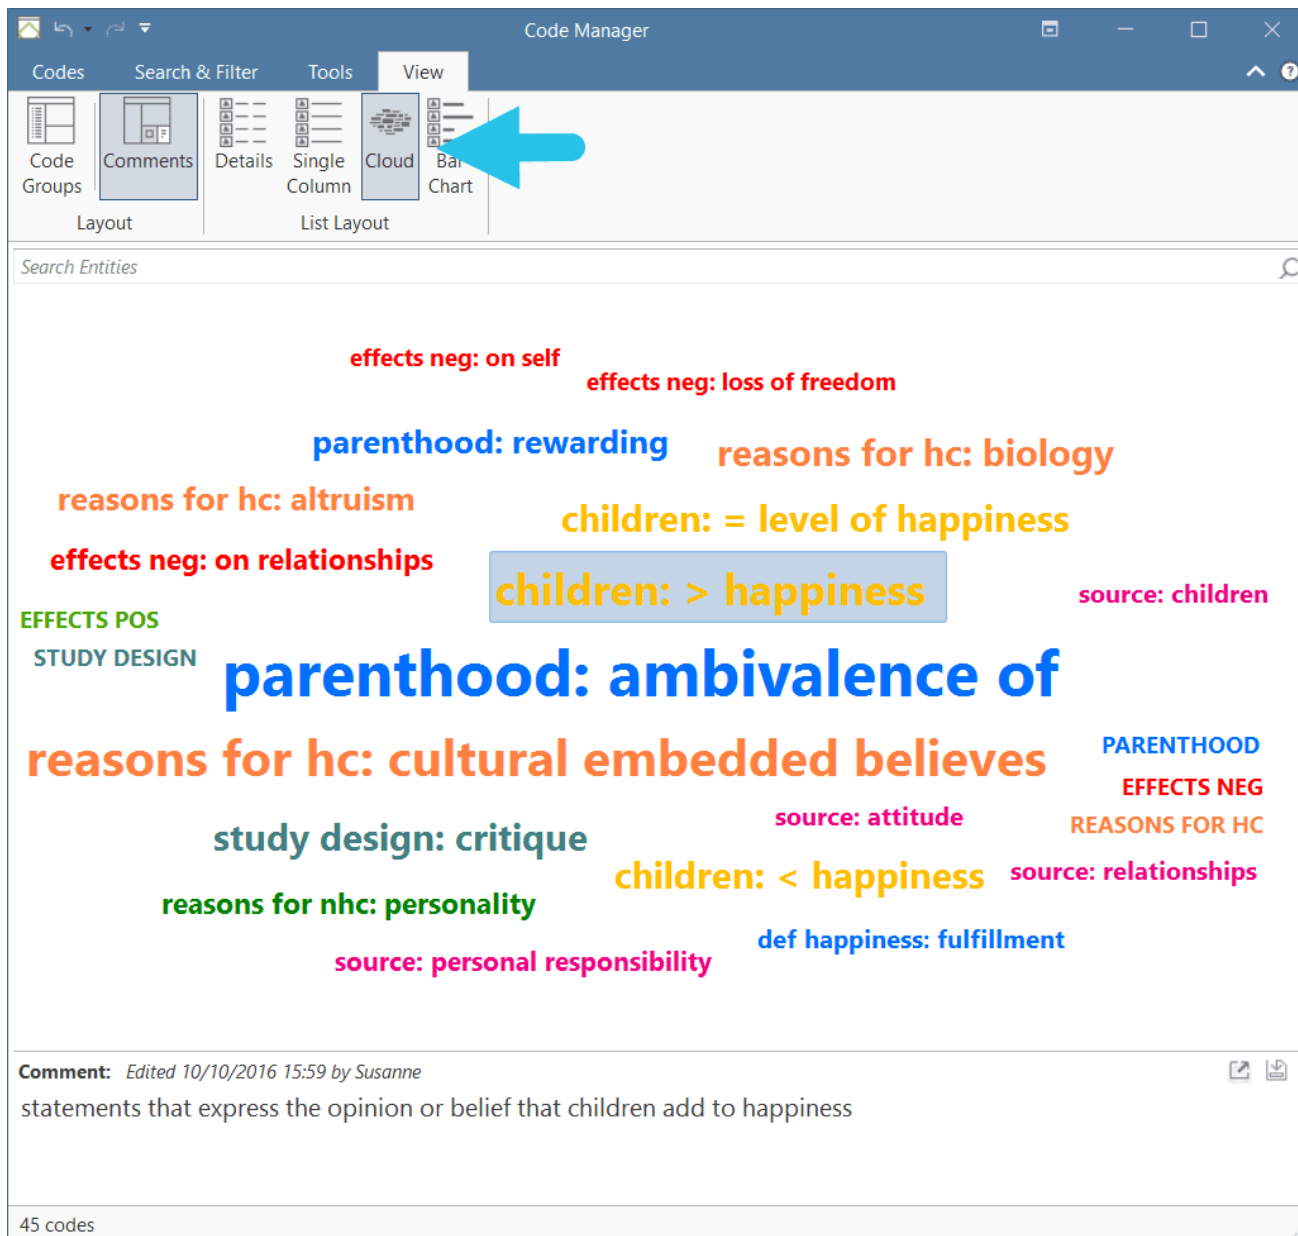 Code Manager
Codes Search & Filter Tools View
?
Code Groups
Comments
Details
Single Column
Cloud
Bar Chart
Layout
List Layout
Search Entities
effects neg: on self
effects neg: loss of freedom
parenthood: rewarding
reasons for hc: biology
reasons for hc: altruism
children: = level of happiness
effects neg: on relationships
children: > happiness
source: children
EFFECTS POS
STUDY DESIGN
parenthood: ambivalence of
reasons for hc: cultural embedded believes
PARENTHOOD
EFFECTS NEG
source: attitude
REASONS FOR HC
study design: critique
children: < happiness
source: relationships
reasons for nhc: personality
def happiness: fulfillment
source: personal responsibility
Comment: Edited 10/10/2016 15:59 by Susanne
statements that express the opinion or belief that children add to happiness
45 codes